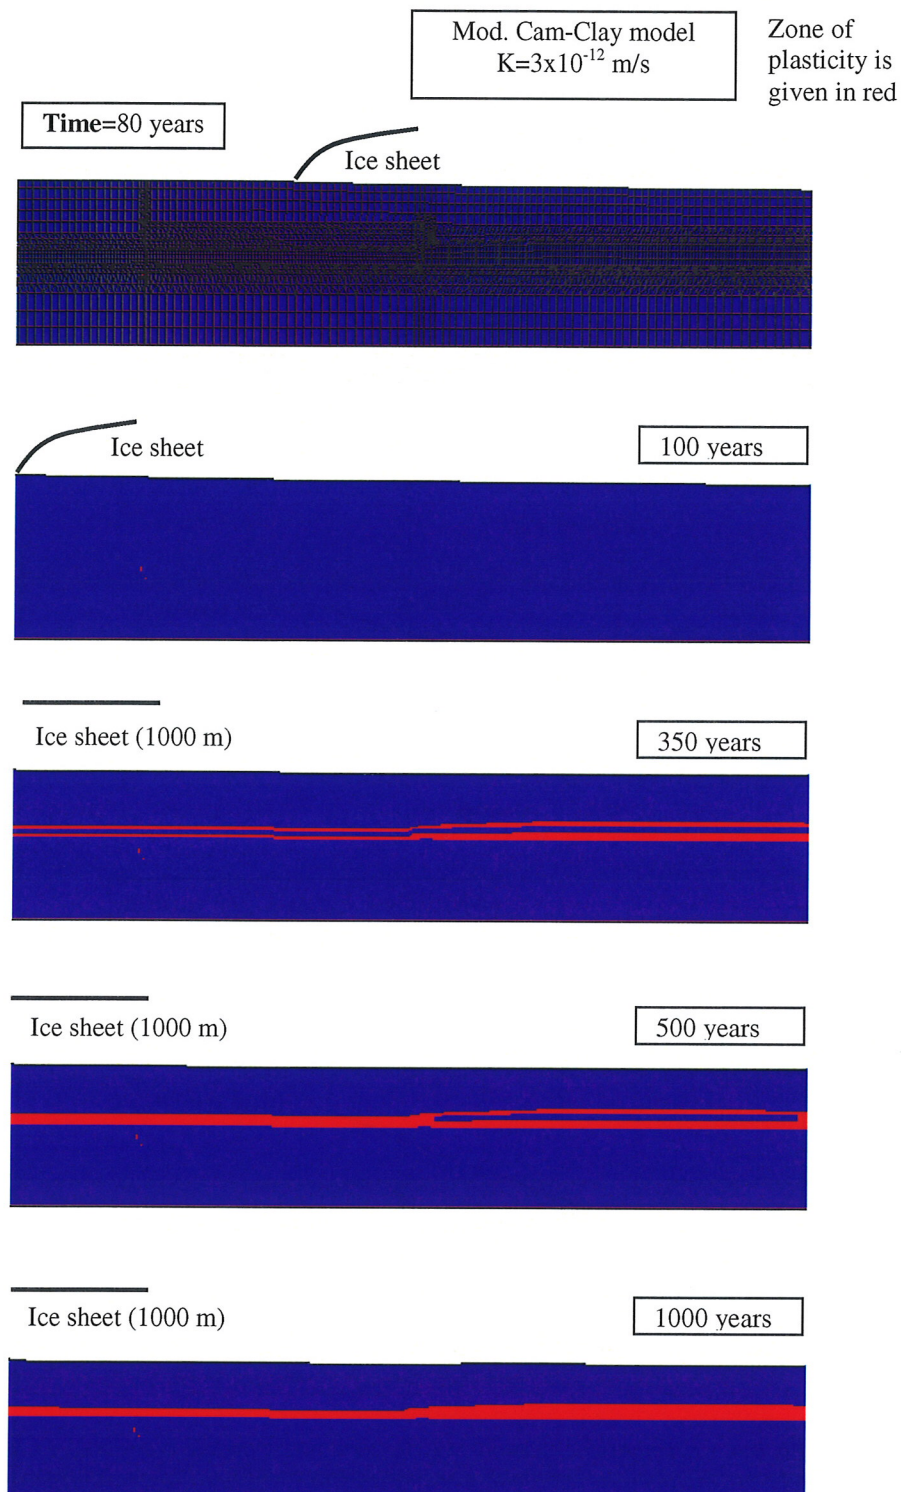 Mod. Cam-Clay model
K=3x10⁻¹² m/s
Zone of
plasticity is
given in red
Time=80 years
Ice sheet
Ice sheet
100 years
Ice sheet (1000 m)
350 years
Ice sheet (1000 m)
500 years
Ice sheet (1000 m)
1000 years